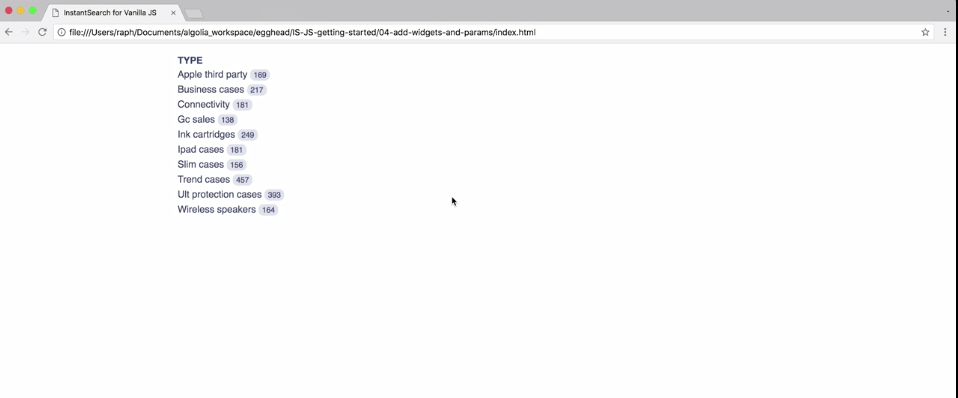 InstantSearch for Vanilla JS
file:///Users/raph/Documents/algolia_workspace/egghead/IS-JS-getting-started/04-add-widgets-and-params/index.html
TYPE
Apple third party 169
Business cases 217
Connectivity 181
Gc sales 138
Ink cartridges 249
Ipad cases 181
Slim cases 156
Trend cases 457
Ult protection cases 393
Wireless speakers 164